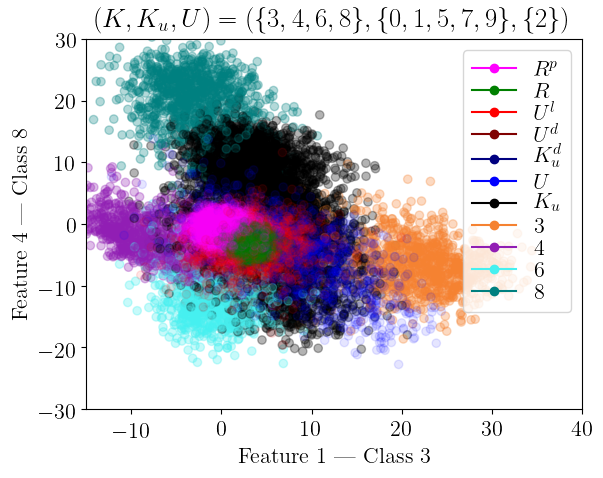 (K, K_u, U) = ({3, 4, 6, 8}, {0, 1, 5, 7, 9}, {2})
30
20
10
0
−10
−20
−30
−10
0
10
20
30
40
Feature 4 — Class 8
Feature 1 — Class 3
R^p
R
U^l
U^d
K_u^d
U
K_u
3
4
6
8